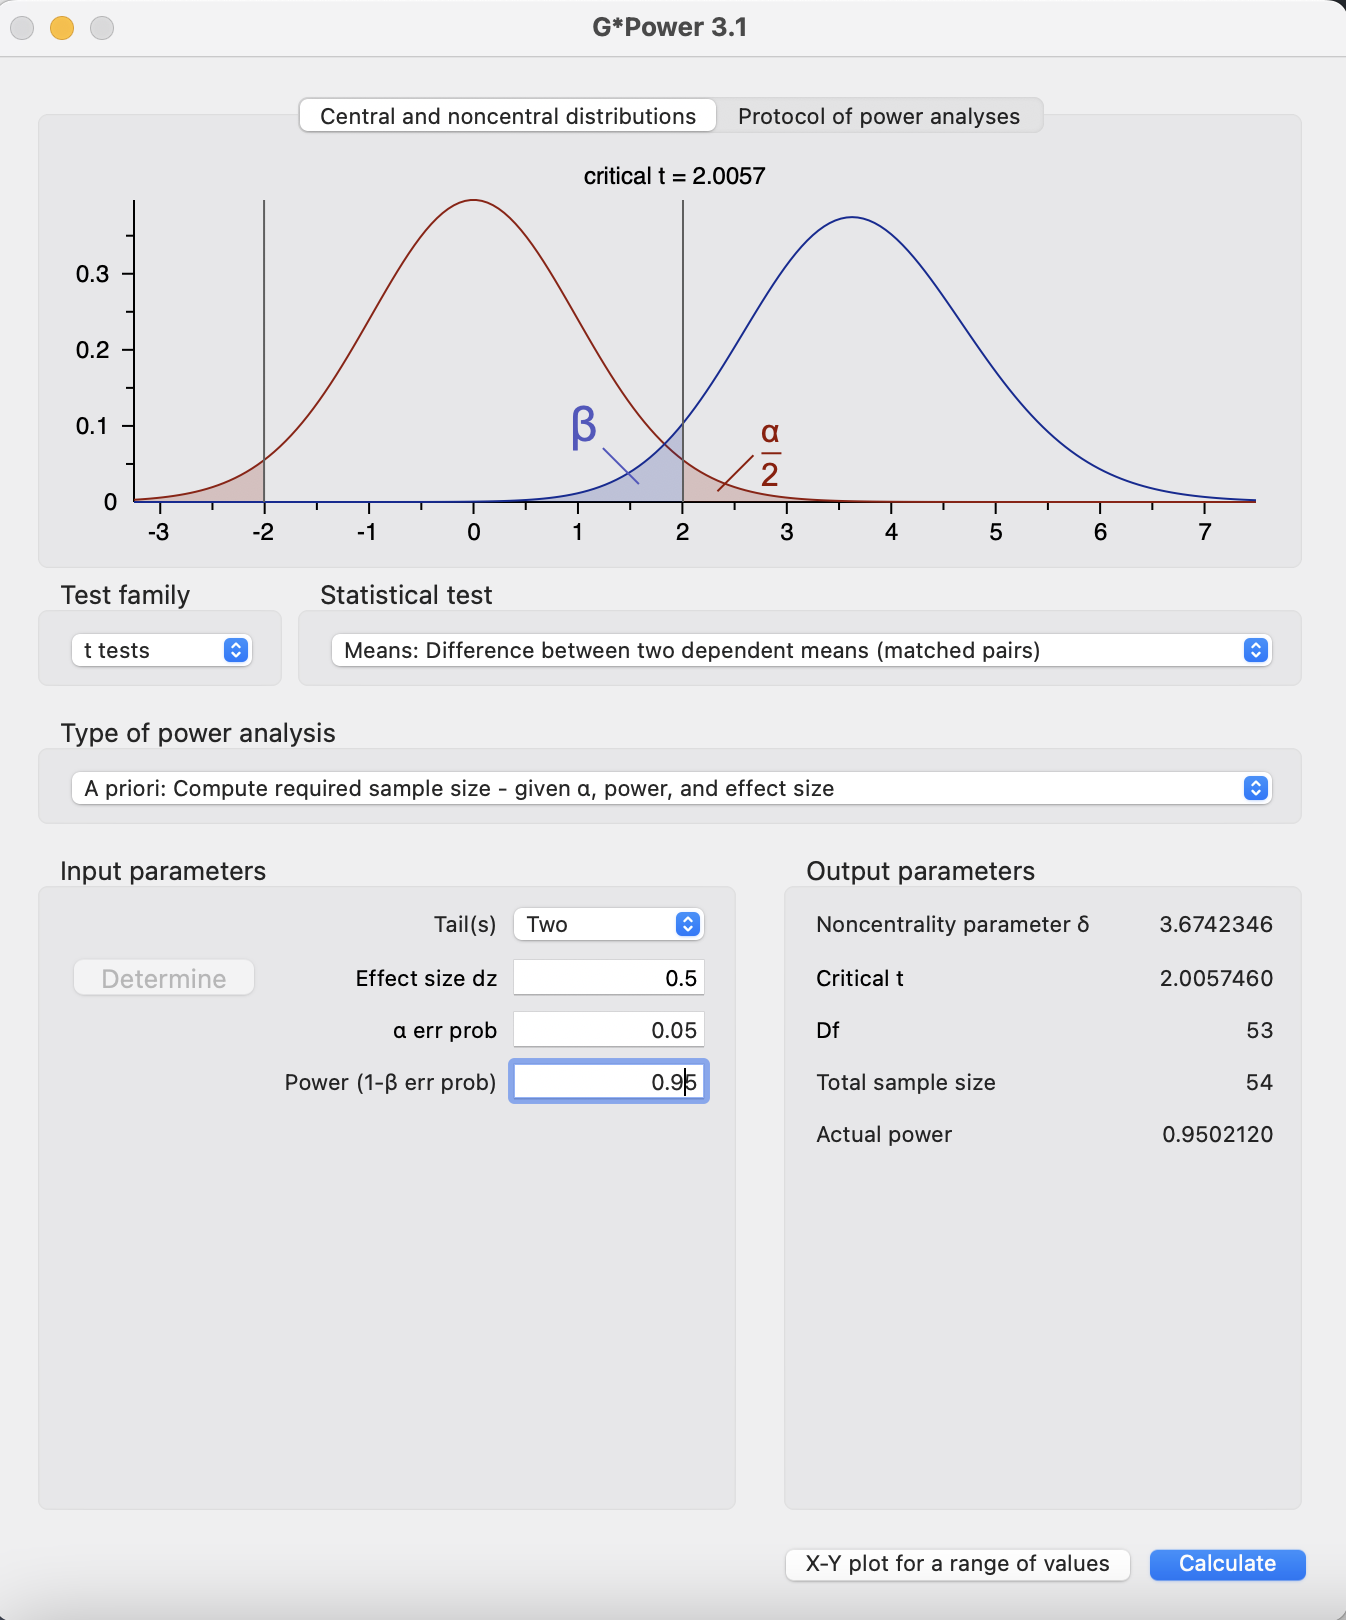 G*Power 3.1
Central and noncentral distributions Protocol of power analyses
critical t = 2.0057
0.3
0.2
0.1
0
β
α
2
-3 -2 -1 0 1 2 3 4 5 6 7
Test family Statistical test
t tests Means: Difference between two dependent means (matched pairs)
Type of power analysis
A priori: Compute required sample size - given α, power, and effect size
Input parameters
Tail(s) Two
Determine Effect size dz 0.5
α err prob 0.05
Power (1-β err prob) 0.95
Output parameters
Noncentrality parameter δ 3.6742346
Critical t 2.0057460
Df 53
Total sample size 54
Actual power 0.9502120
X-Y plot for a range of values Calculate